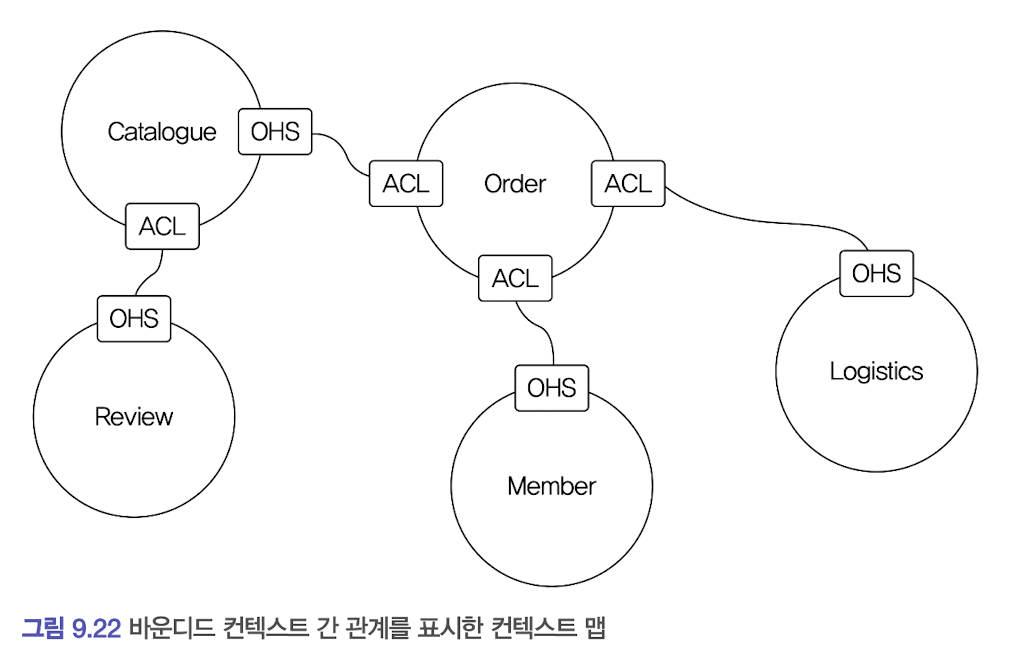 Catalogue
OHS
ACL
Order
ACL
ACL
ACL
OHS
OHS
OHS
Review
Logistics
Member
그림 9.22 바운디드 컨텍스트 간 관계를 표시한 컨텍스트 맵